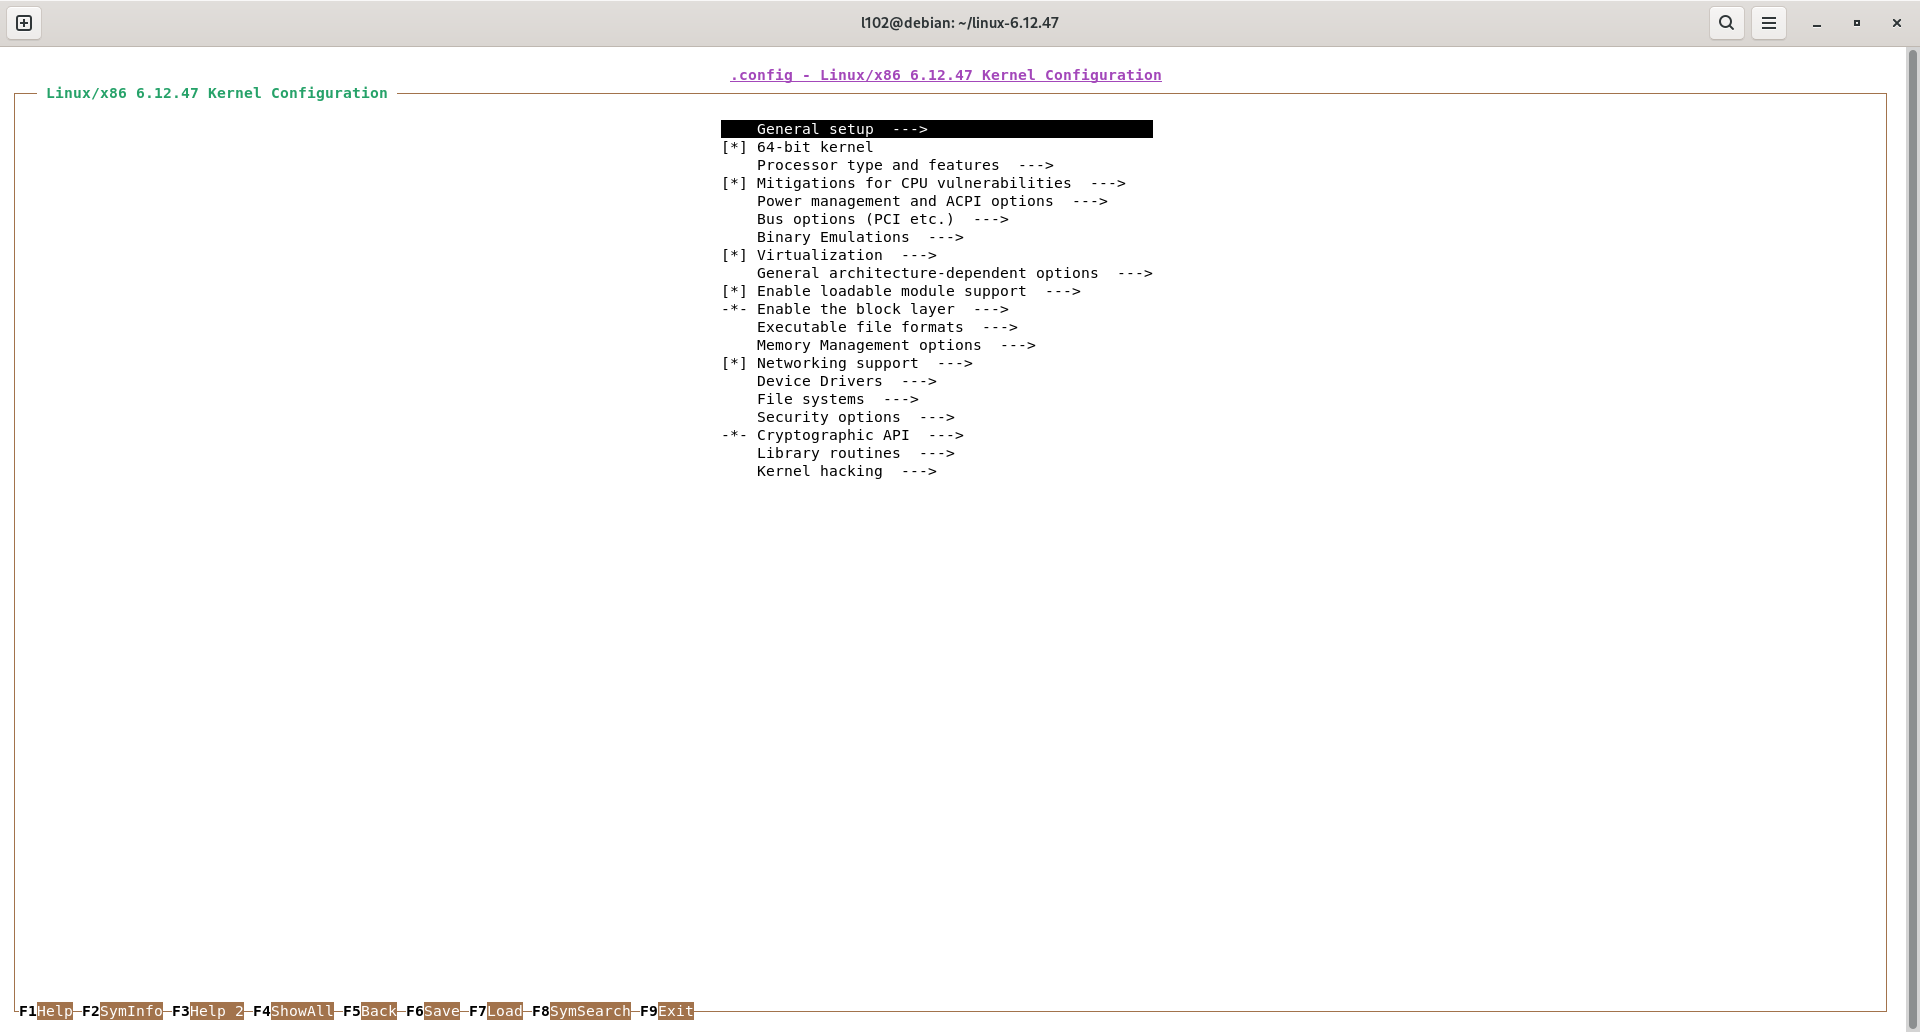 l102@debian: ~/linux-6.12.47
.config - Linux/x86 6.12.47 Kernel Configuration
Linux/x86 6.12.47 Kernel Configuration
General setup  --->
[*] 64-bit kernel
Processor type and features  --->
[*] Mitigations for CPU vulnerabilities  --->
Power management and ACPI options  --->
Bus options (PCI etc.)  --->
Binary Emulations  --->
[*] Virtualization  --->
General architecture-dependent options  --->
[*] Enable loadable module support  --->
-*- Enable the block layer  --->
Executable file formats  --->
Memory Management options  --->
[*] Networking support  --->
Device Drivers  --->
File systems  --->
Security options  --->
-*- Cryptographic API  --->
Library routines  --->
Kernel hacking  --->
F1Help F2SymInfo F3Help 2 F4ShowAll F5Back F6Save F7Load F8SymSearch F9Exit